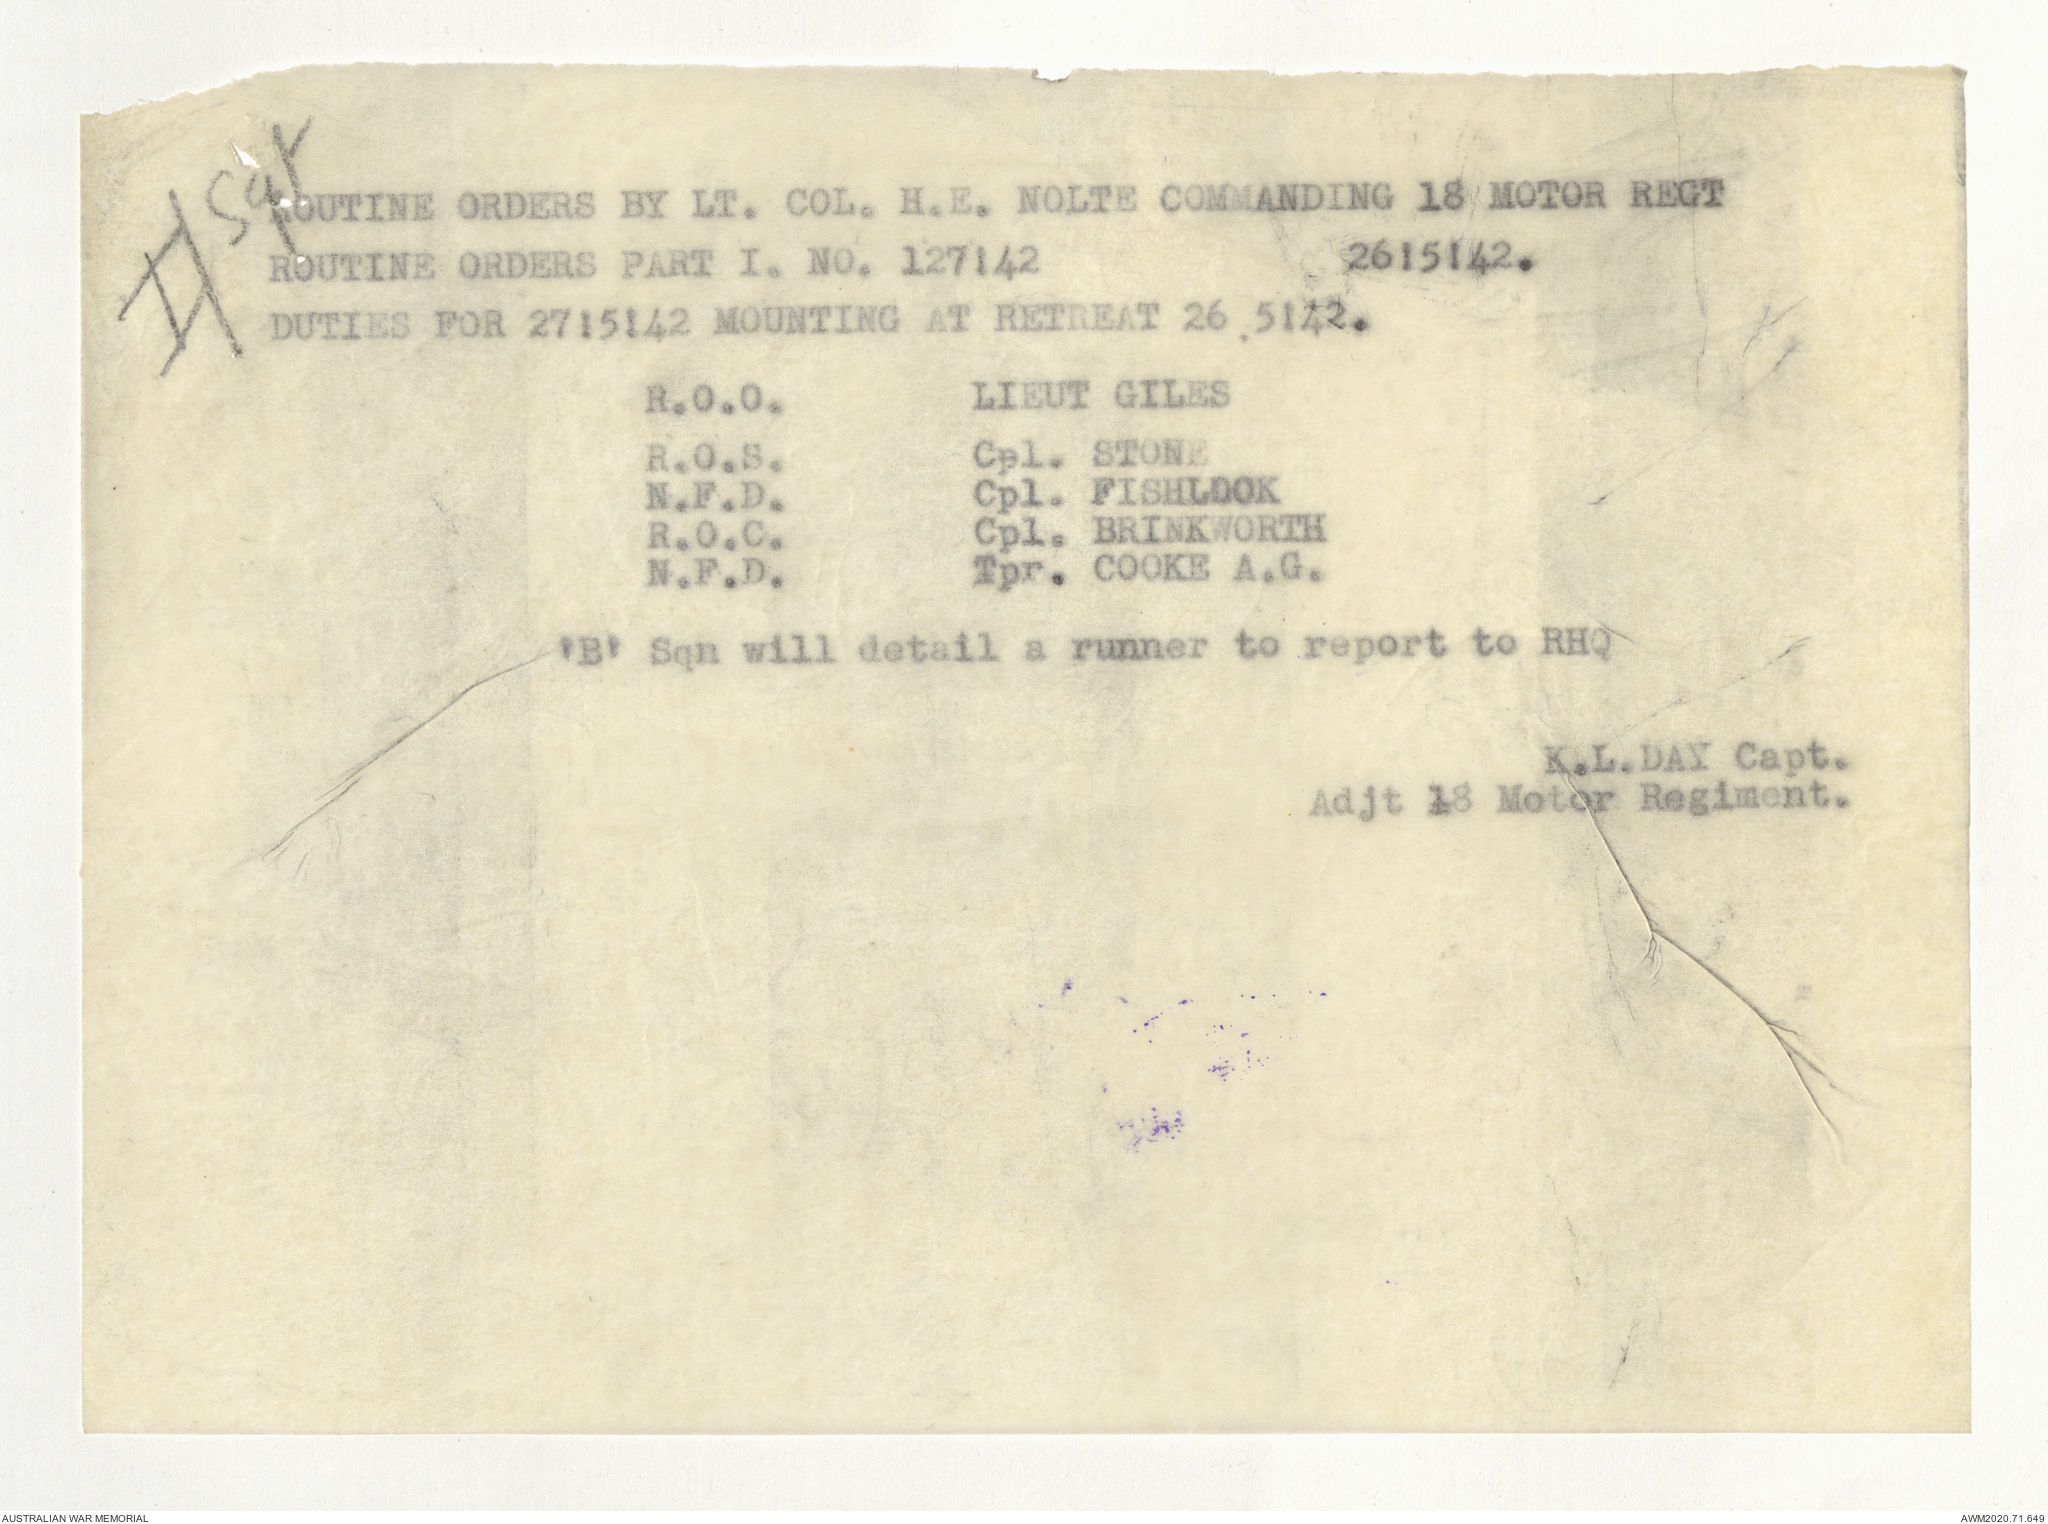 Sqr
ROUTINE ORDERS BY LT. COL. H.E. NOLTE COMMANDING 18 MOTOR REGT
ROUTINE ORDERS PART I. NO. 127!42 26!5!42.
DUTIES FOR 27!5!42 MOUNTING AT RETREAT 26.5!42.
R.O.O. LIEUT GILES
R.O.S. Cpl. STONE
N.F.D. Cpl. FISHLOOK
R.O.C. Cpl. BRINKWORTH
N.F.D. Tpr. COOKE A.G.
'B' Sqn will detail a runner to report to RHQ
K.L.DAY Capt.
Adjt 18 Motor Regiment.
AUSTRALIAN WAR MEMORIAL
AWM2020.71.649